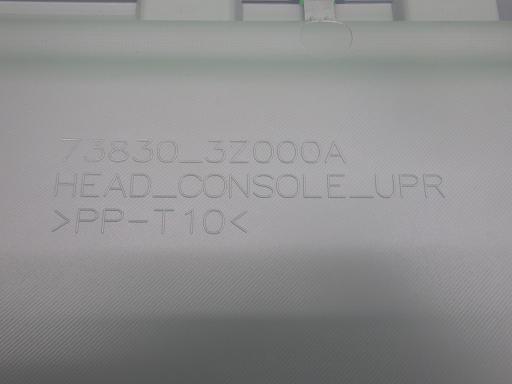 73830_3Z000A
HEAD_CONSOLE_UPR
>PP-T10<